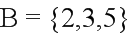 B = {2,3,5}